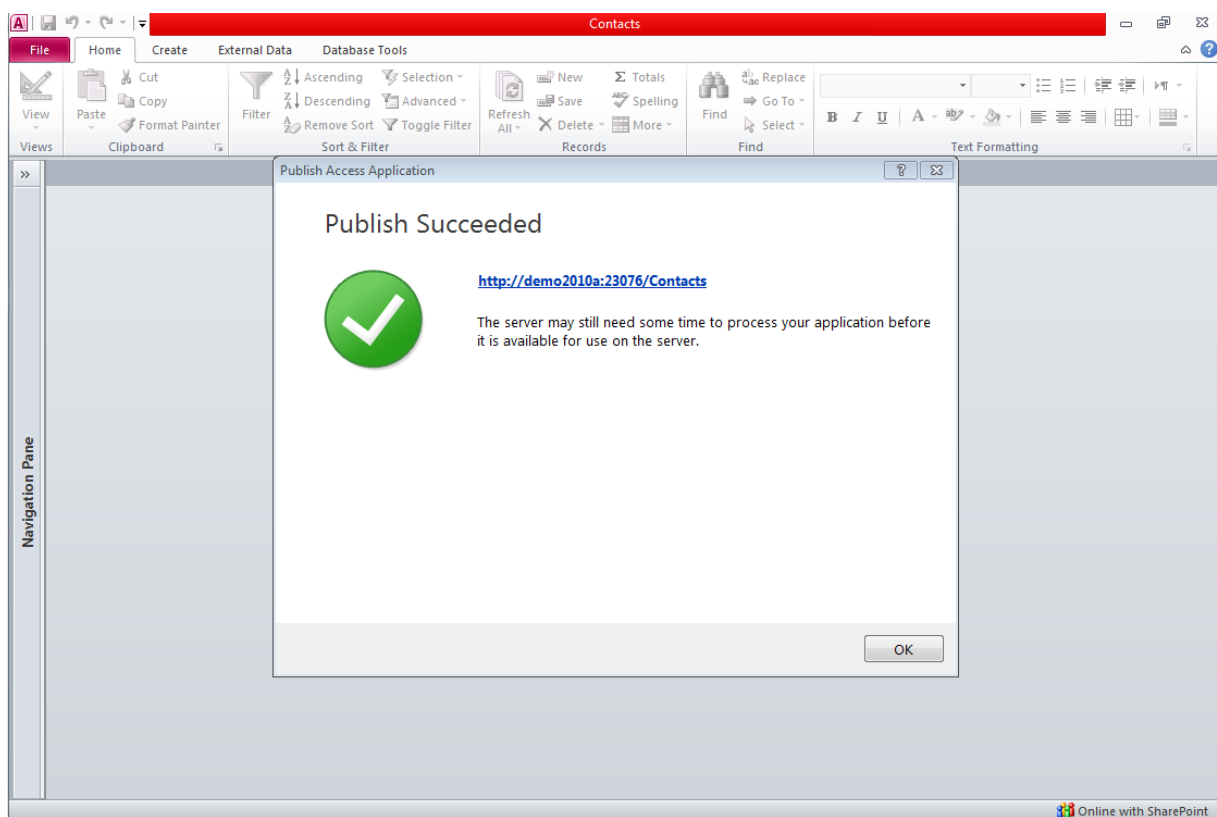 Contacts
File Home Create External Data Database Tools
View
Views
Paste
Cut
Copy
Format Painter
Clipboard
Filter
Ascending
Descending
Remove Sort
Selection
Advanced
Toggle Filter
Sort & Filter
Refresh
All
New
Save
Delete
Totals
Spelling
More
Records
Find
Replace
Go To
Select
Find
B I U A
Text Formatting
Publish Access Application
Publish Succeeded
http://demo2010a:23076/Contacts
The server may still need some time to process your application before
it is available for use on the server.
OK
Navigation Pane
Online with SharePoint